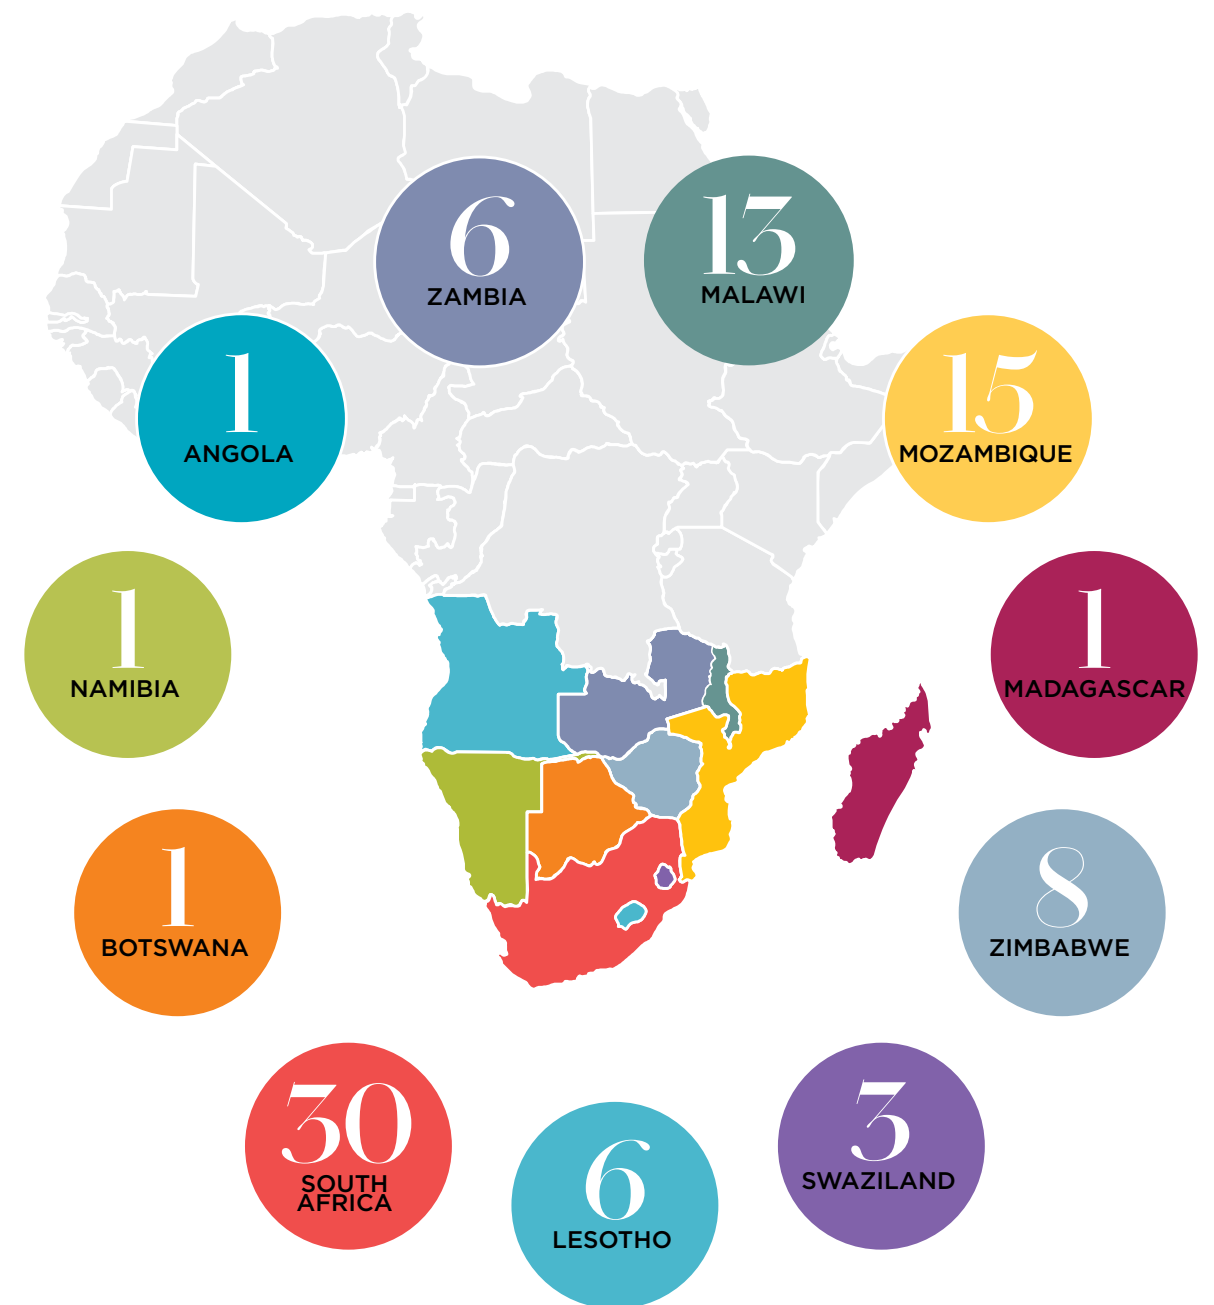 6
ZAMBIA
13
MALAWI
1
ANGOLA
15
MOZAMBIQUE
1
NAMIBIA
1
MADAGASCAR
1
BOTSWANA
8
ZIMBABWE
30
SOUTH
AFRICA
6
LESOTHO
3
SWAZILAND